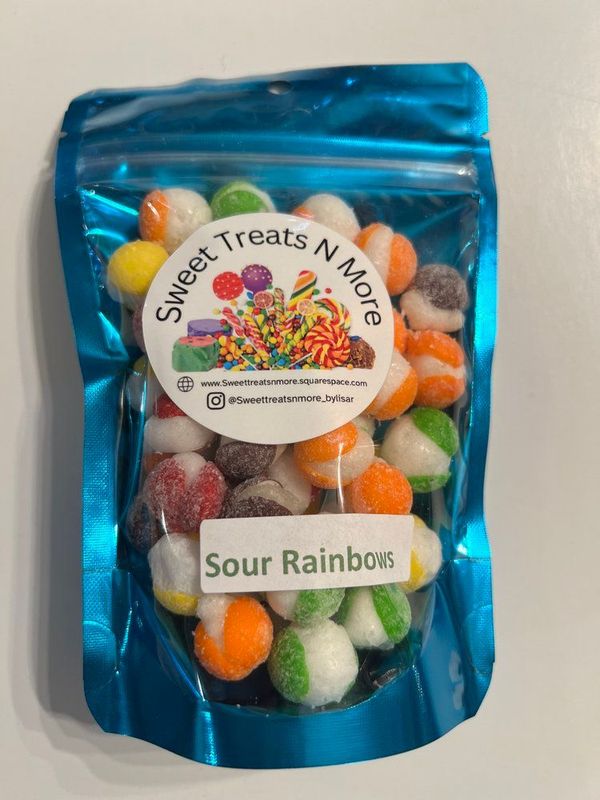 Sweet Treats N More
www.Sweettreatsnmore.squarespace.com
@Sweettreatsnmore_bylisar
Sour Rainbows